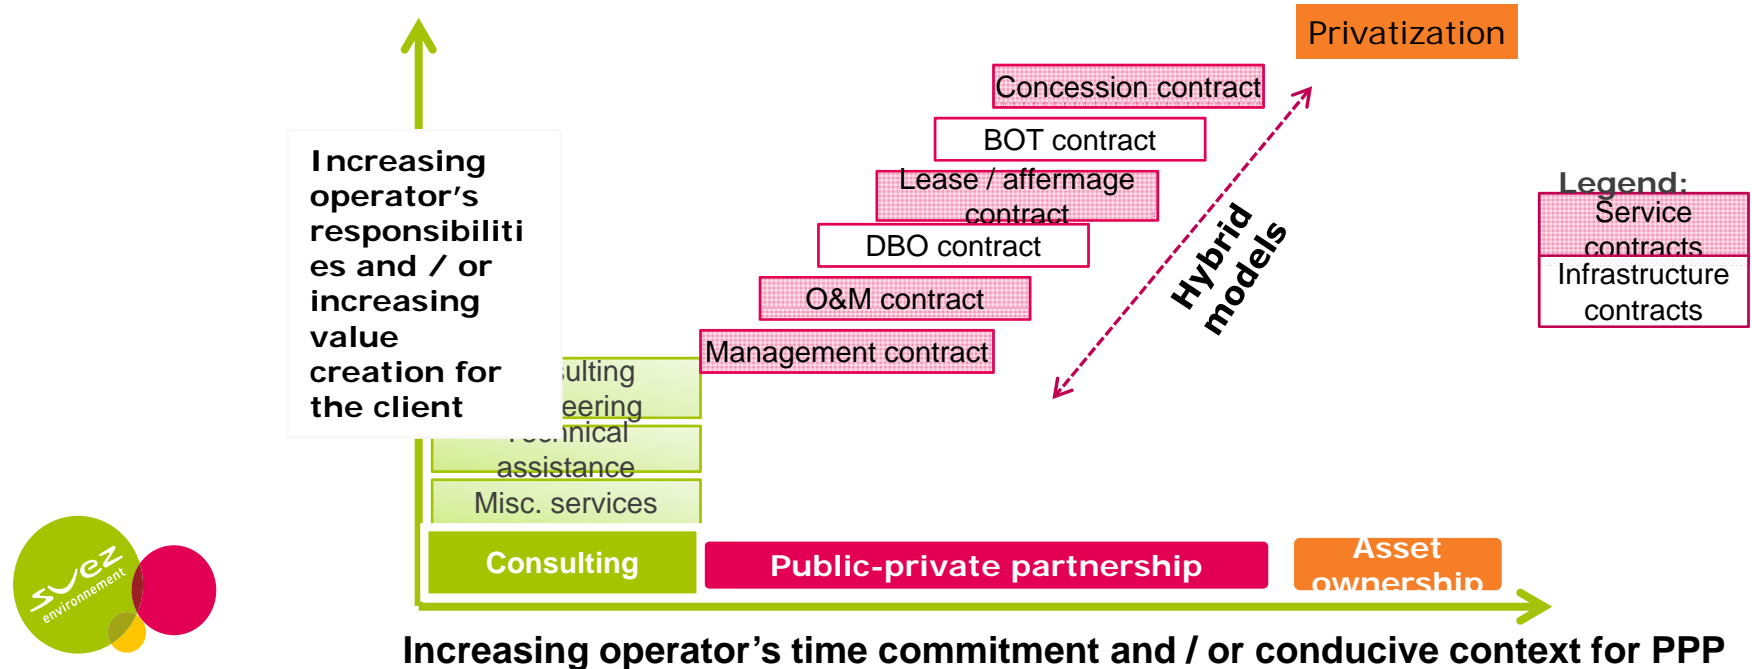 Privatization
Concession contract
BOT contract
Lease / affermage
contract
DBO contract
O&M contract
Management contract
Hybrid
models
Legend:
Service
contracts
Infrastructure
contracts
Increasing
operator's
responsibiliti
es and / or
increasing
value
creation for
the client
Technical
assistance
Misc. services
Consulting
Public-private partnership
Asset
ownership
Increasing operator's time commitment and / or conducive context for PPP
suez
environnement